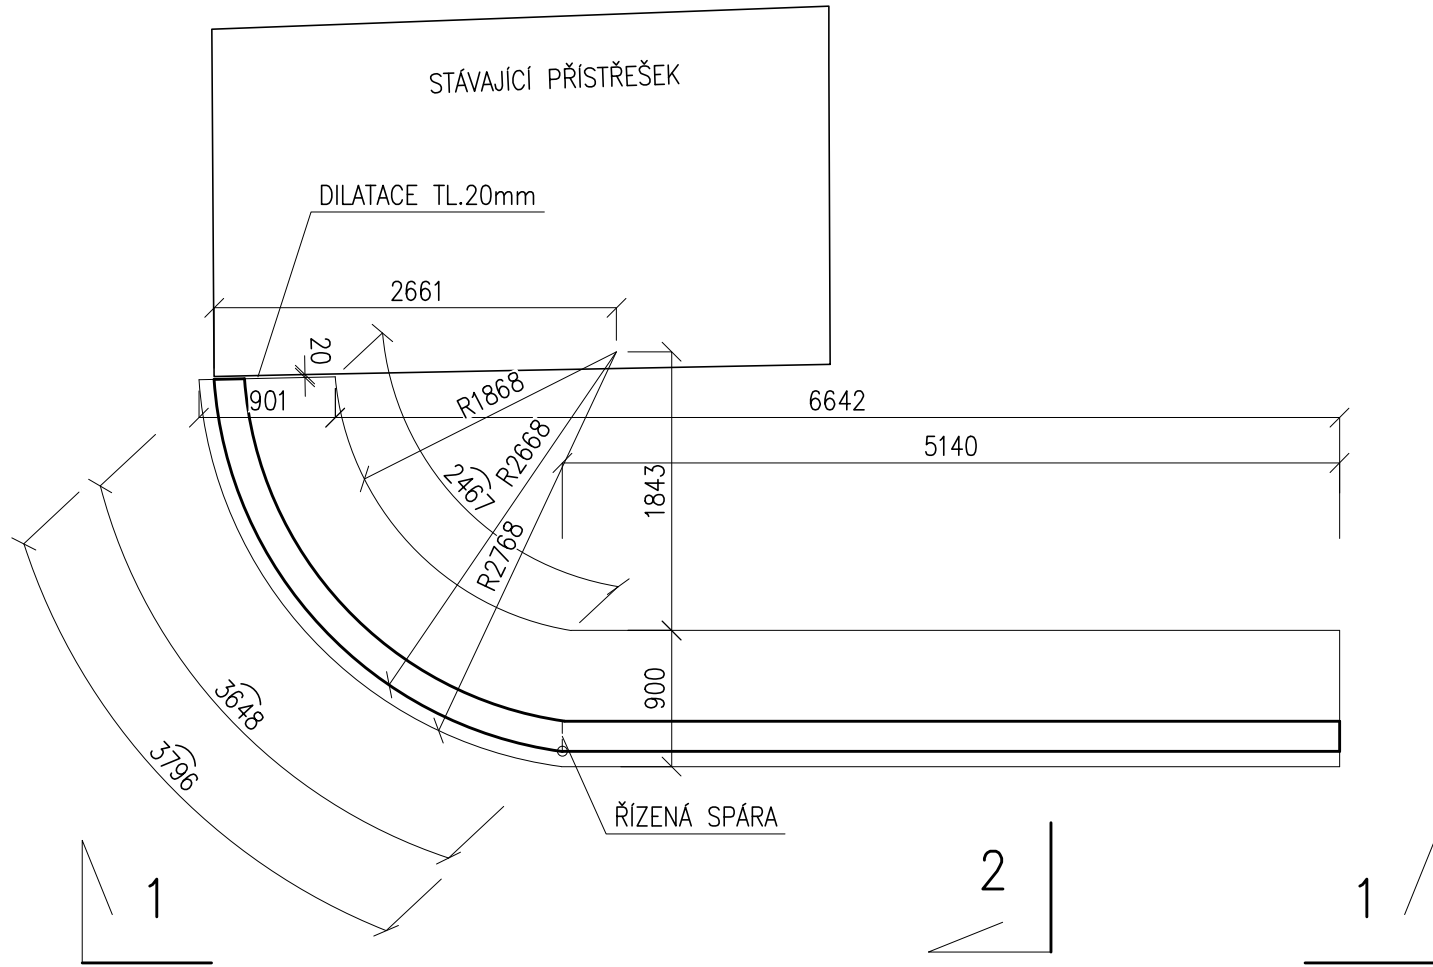 STÁVAJÍCÍ PŘÍSTŘEŠEK
DILATACE TL.20mm
2661
20
901
R1868
6642
5140
R2668
2467
1843
R2768
900
3648
3796
ŘÍZENÁ SPÁRA
1
2
1